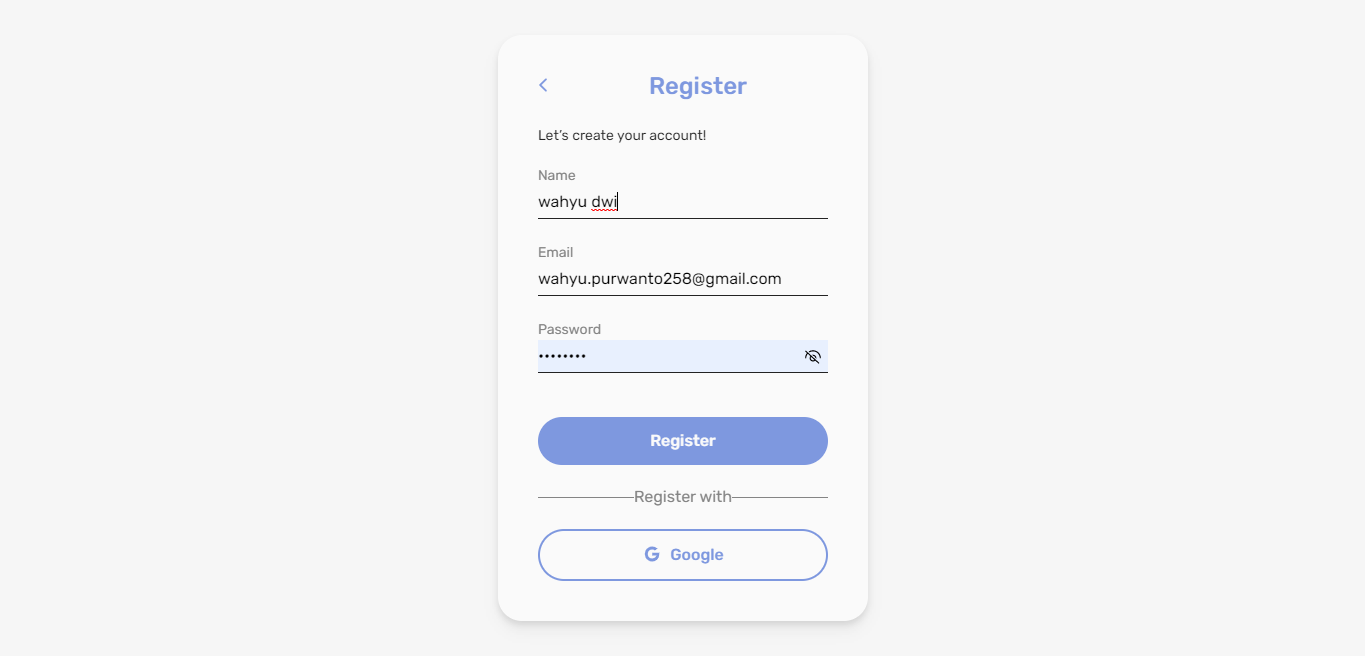 Register
Let's create your account!
Name
wahyu dwi
Email
wahyu.purwanto258@gmail.com
Password
••••••••
Register
Register with
G Google